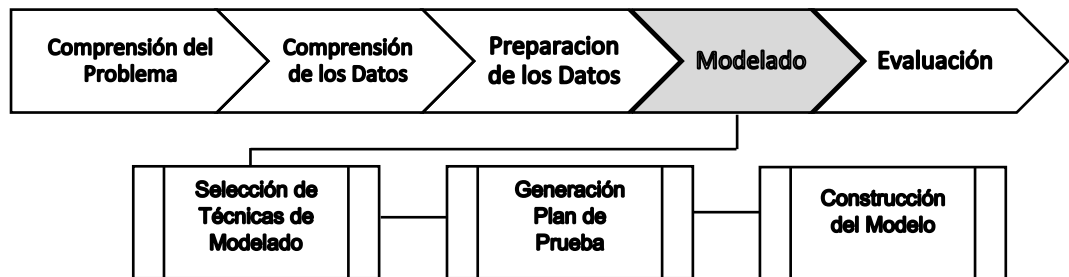 Comprensión del
Problema
Comprensión
de los Datos
Preparacion
de los Datos
Modelado
Evaluación
Selección de
Técnicas de
Modelado
Generación
Plan de
Prueba
Construcción
del Modelo